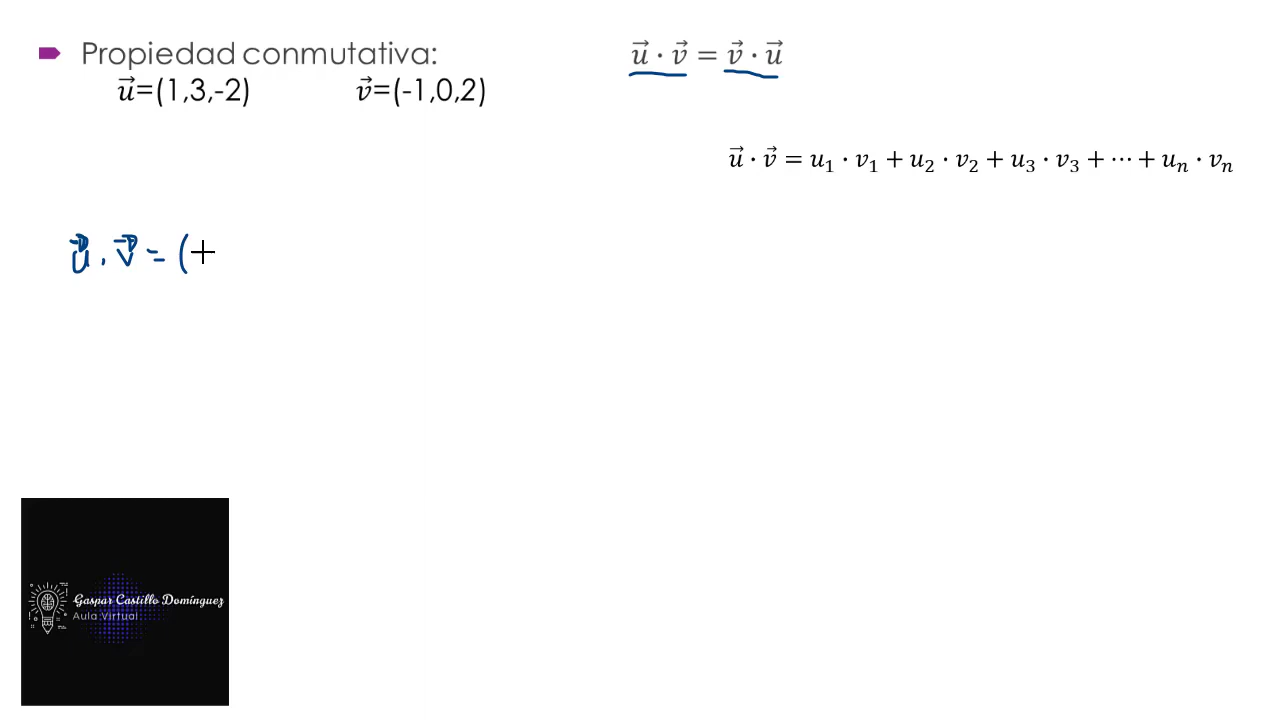 Propiedad conmutativa:
u⃗ · v⃗ = v⃗ · u⃗
u⃗=(1,3,-2) v⃗=(-1,0,2)
u⃗ · v⃗ = u₁ · v₁ + u₂ · v₂ + u₃ · v₃ + ⋯ + uₙ · vₙ
u⃗ . v⃗ = (
Gaspar Castillo Domínguez
Aula Virtual